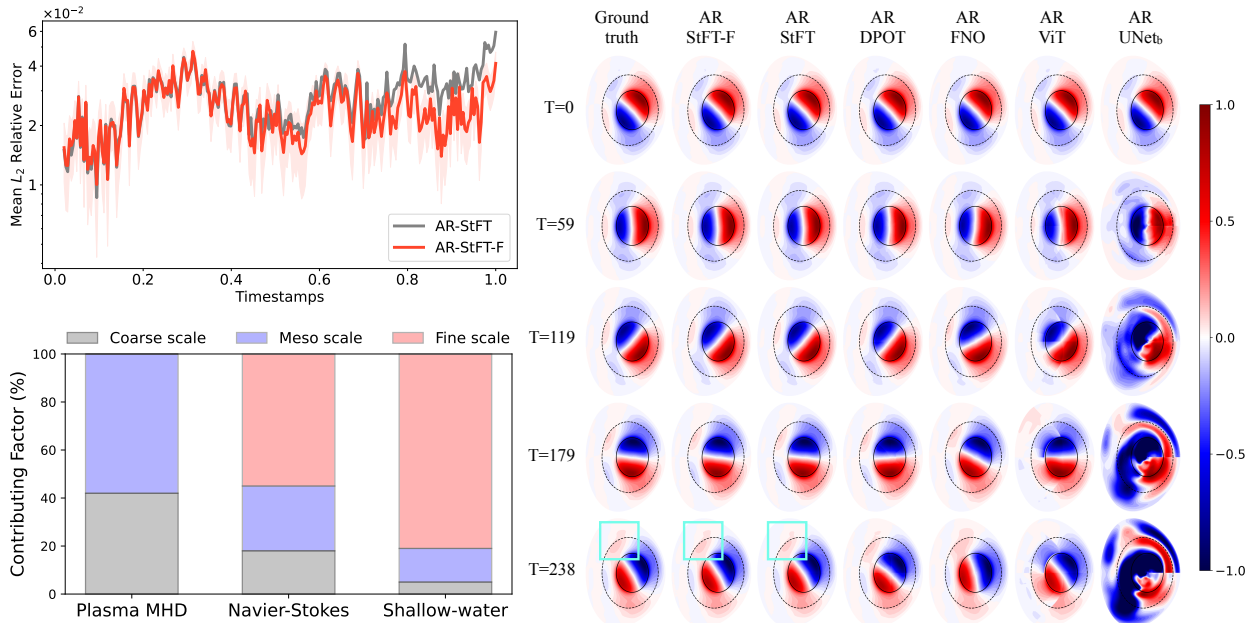 ×10⁻²
6
4
2
1
Mean L₂ Relative Error
AR-StFT
AR-StFT-F
0.0 0.2 0.4 0.6 0.8 1.0
Timestamps
Coarse scale Meso scale Fine scale
100
80
60
40
20
0
Contributing Factor (%)
Plasma MHD Navier-Stokes Shallow-water
Ground AR AR AR AR AR AR
truth StFT-F StFT DPOT FNO ViT UNet_b
T=0
T=59
T=119
T=179
T=238
1.0
0.5
0.0
−0.5
−1.0